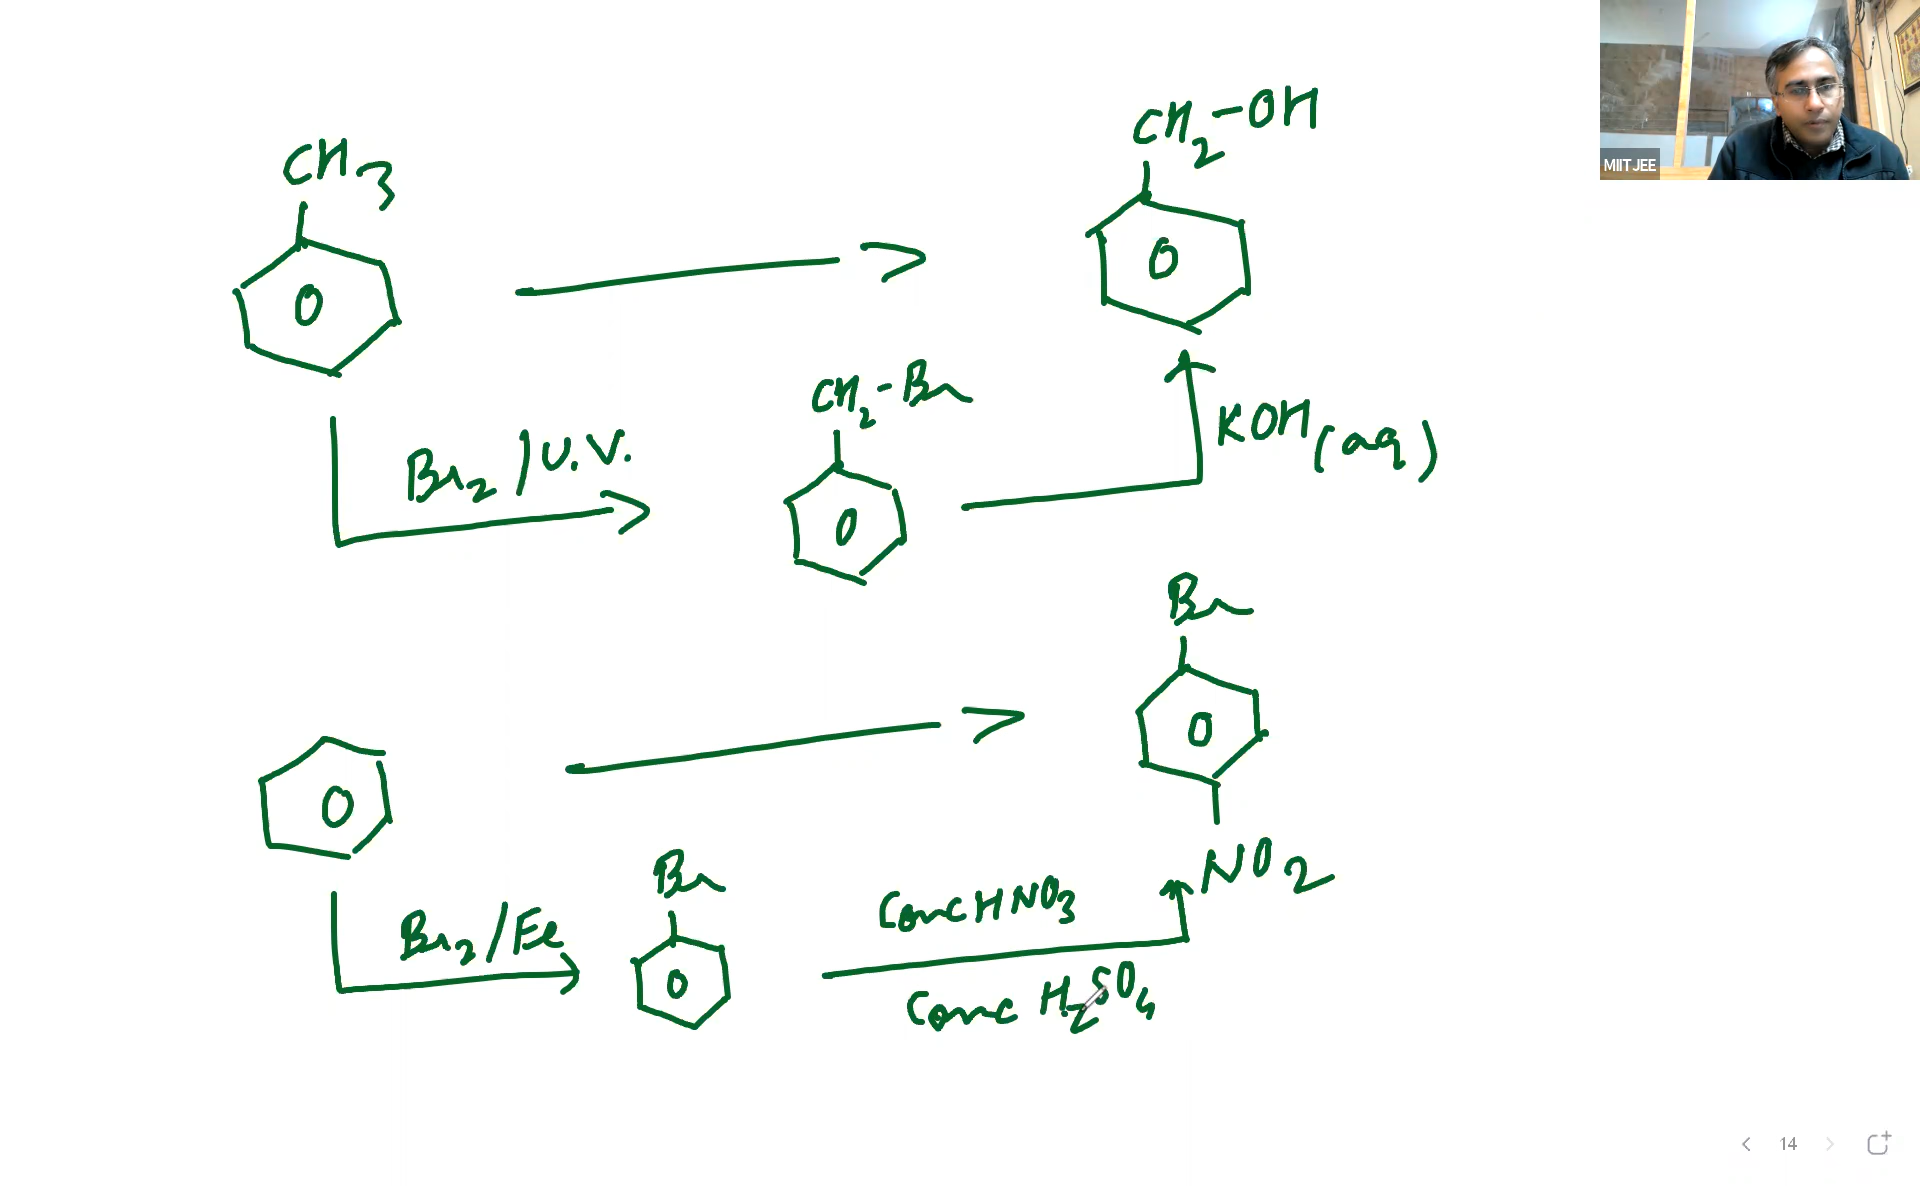 CH3
CH2-OH
MIIT JEE
CH2-Br
Br2/U.V.
KOH(aq)
Br
NO2
Br
Br2/Fe
Conc HNO3
Conc H2SO4
14